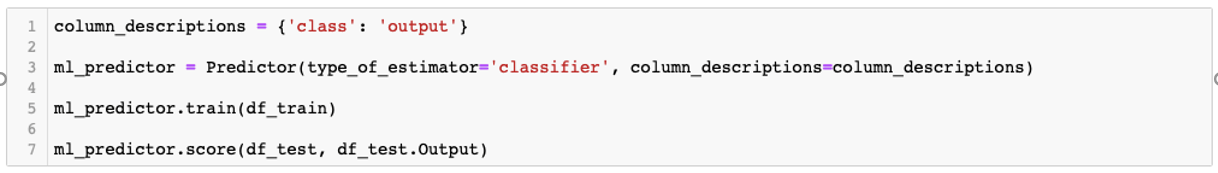 1 column_descriptions = {'class': 'output'}
2
3 ml_predictor = Predictor(type_of_estimator='classifier', column_descriptions=column_descriptions)
4
5 ml_predictor.train(df_train)
6
7 ml_predictor.score(df_test, df_test.Output)